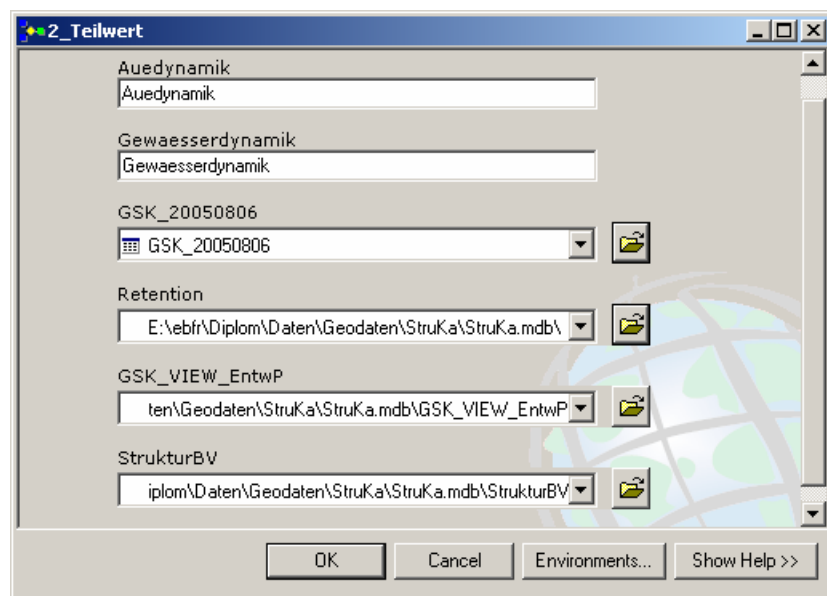 2_Teilwert
Auedynamik
Auedynamik
Gewaesserdynamik
Gewaesserdynamik
GSK_20050806
GSK_20050806
Retention
E:\ebfr\Diplom\Daten\Geodaten\StruKa\StruKa.mdb\
GSK_VIEW_EntwP
ten\Geodaten\StruKa\StruKa.mdb\GSK_VIEW_EntwP
StrukturBV
iplom\Daten\Geodaten\StruKa\StruKa.mdb\StrukturBV
OK Cancel Environments... Show Help >>